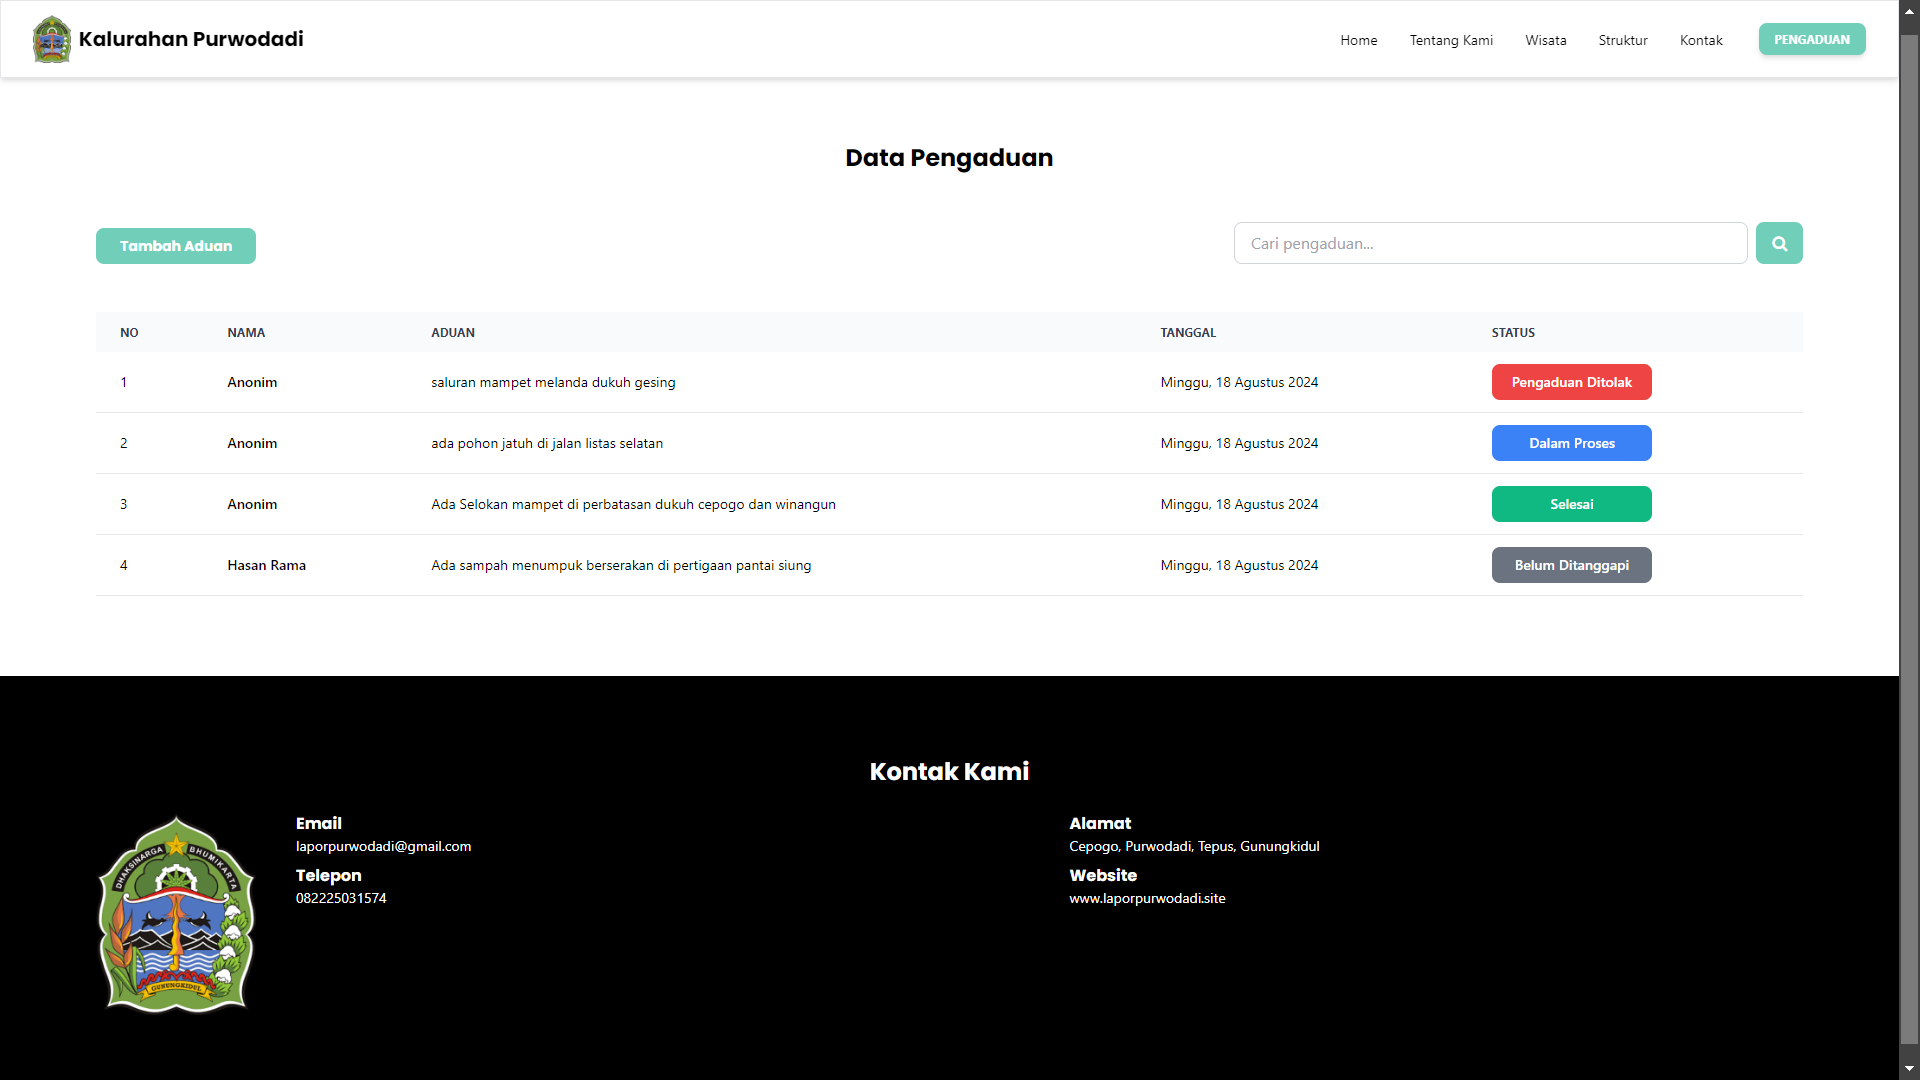 Kalurahan Purwodadi
Home Tentang Kami Wisata Struktur Kontak PENGADUAN
Data Pengaduan
Tambah Aduan
Cari pengaduan...
NO NAMA ADUAN TANGGAL STATUS
1 Anonim saluran mampet melanda dukuh gesing Minggu, 18 Agustus 2024 Pengaduan Ditolak
2 Anonim ada pohon jatuh di jalan listas selatan Minggu, 18 Agustus 2024 Dalam Proses
3 Anonim Ada Selokan mampet di perbatasan dukuh cepogo dan winangun Minggu, 18 Agustus 2024 Selesai
4 Hasan Rama Ada sampah menumpuk berserakan di pertigaan pantai siung Minggu, 18 Agustus 2024 Belum Ditanggapi
Kontak Kami
DHAKSINARGA BHUMIKARTA
GUNUNGKIDUL
Email
laporpurwodadi@gmail.com
Telepon
082225031574
Alamat
Cepogo, Purwodadi, Tepus, Gunungkidul
Website
www.laporpurwodadi.site